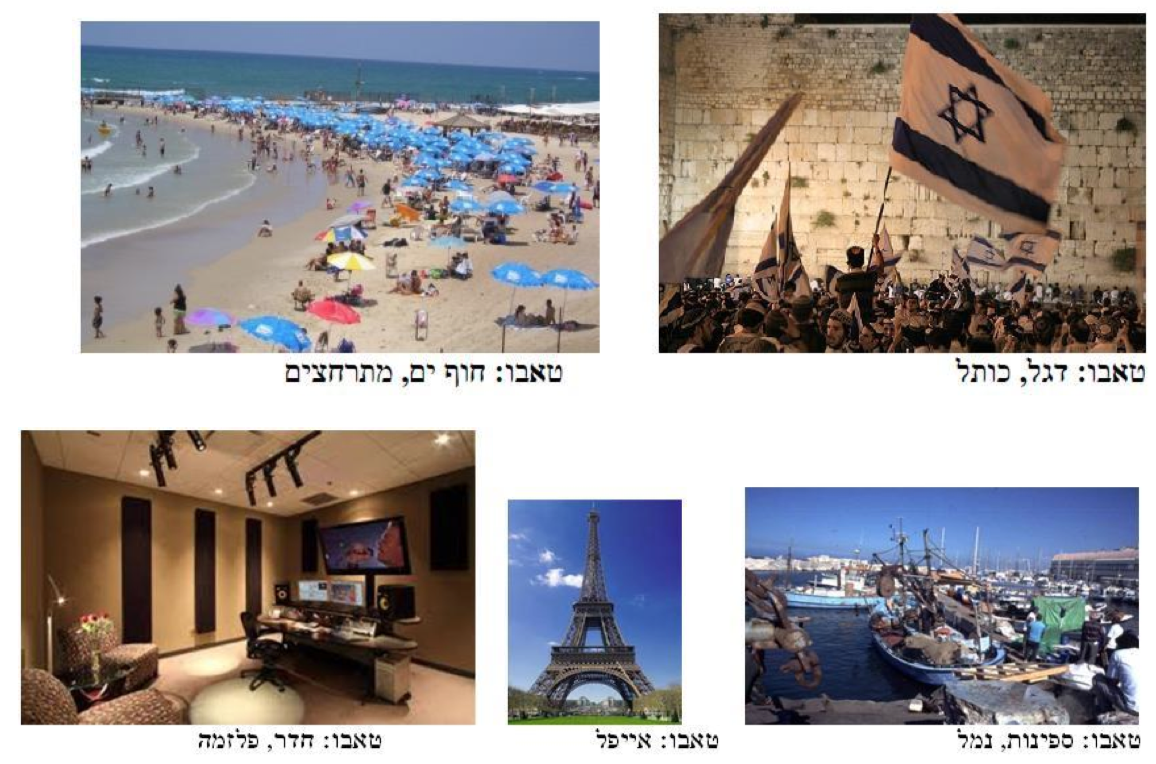 טאבו: דגל, כותל
טאבו: חוף ים, מתרחצים
טאבו: ספינות, נמל
טאבו: אייפל
טאבו: חדר, פלזמה